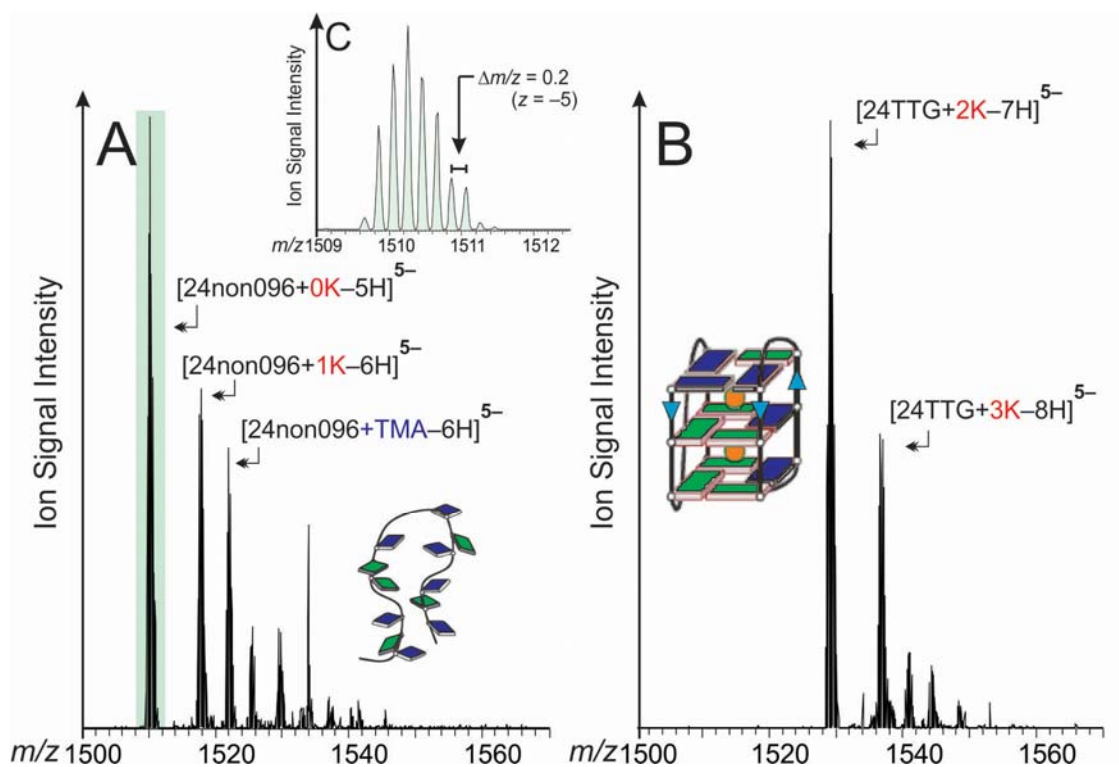 A
Ion Signal Intensity
[24non096+0K–5H]5–
[24non096+1K–6H]5–
[24non096+TMA–6H]5–
m/z 1500 1520 1540 1560
C
Ion Signal Intensity
Δm/z = 0.2
(z = –5)
m/z 1509 1510 1511 1512
B
Ion Signal Intensity
[24TTG+2K–7H]5–
[24TTG+3K–8H]5–
m/z 1500 1520 1540 1560